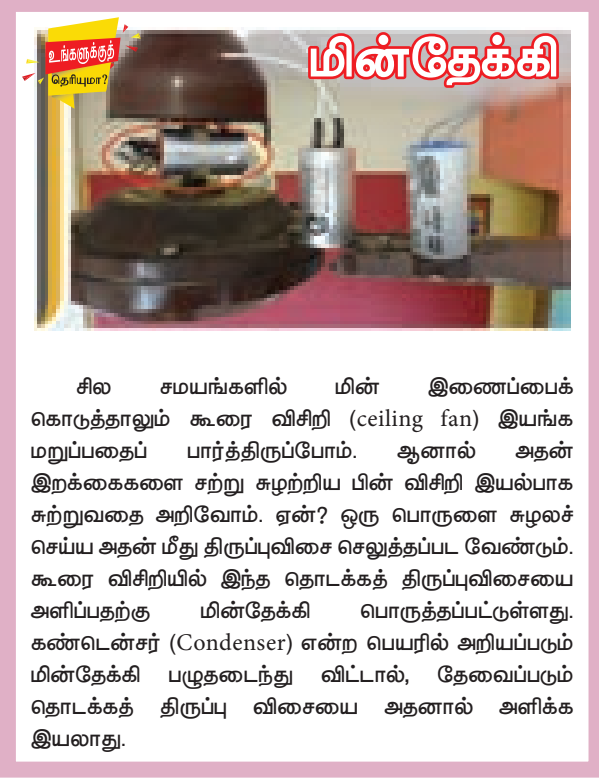 உங்களுக்குத்
தெரியுமா?
மின்தேக்கி
சில சமயங்களில் மின் இணைப்பைக்
கொடுத்தாலும் கூரை விசிறி (ceiling fan) இயங்க
மறுப்பதைப் பார்த்திருப்போம். ஆனால் அதன்
இறக்கைகளை சற்று சுழற்றிய பின் விசிறி இயல்பாக
சுற்றுவதை அறிவோம். ஏன்? ஒரு பொருளை சுழலச்
செய்ய அதன் மீது திருப்புவிசை செலுத்தப்பட வேண்டும்.
கூரை விசிறியில் இந்த தொடக்கத் திருப்புவிசையை
அளிப்பதற்கு மின்தேக்கி பொருத்தப்பட்டுள்ளது.
கண்டென்சர் (Condenser) என்ற பெயரில் அறியப்படும்
மின்தேக்கி பழுதடைந்து விட்டால், தேவைப்படும்
தொடக்கத் திருப்பு விசையை அதனால் அளிக்க
இயலாது.